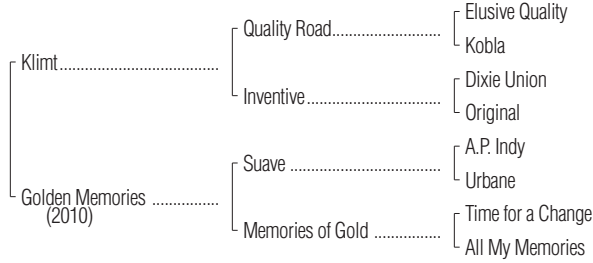 Elusive Quality
Quality Road
Kobla
Klimt
Dixie Union
Inventive
Original
A.P. Indy
Suave
Urbane
Golden Memories
(2010)
Time for a Change
Memories of Gold
All My Memories